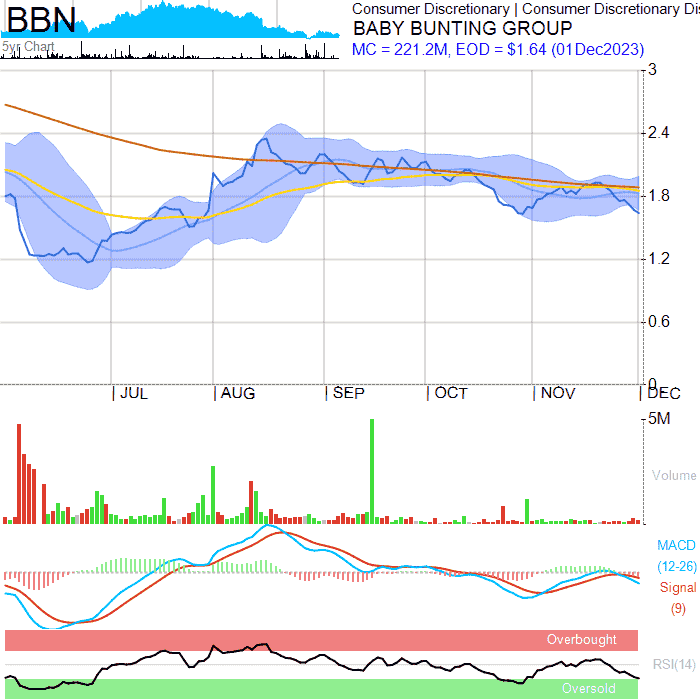 BBN
5yr Chart
Consumer Discretionary | Consumer Discretionary Dis
BABY BUNTING GROUP
MC = 221.2M, EOD = $1.64 (01Dec2023)
3
2.4
1.8
1.2
0.6
0
JUL AUG SEP OCT NOV DEC
5M
Volume
MACD
(12-26)
Signal
(9)
Overbought
RSI(14)
Oversold